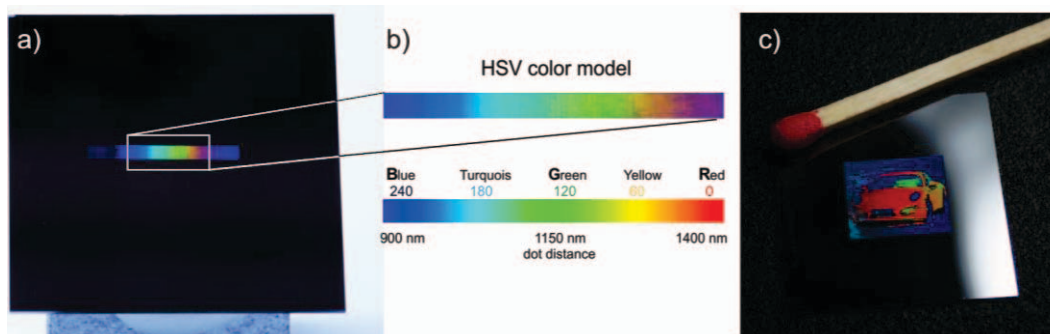 a)
b)
HSV color model
Blue Turquois Green Yellow Red
240 180 120 60 0
900 nm 1150 nm 1400 nm
dot distance
c)